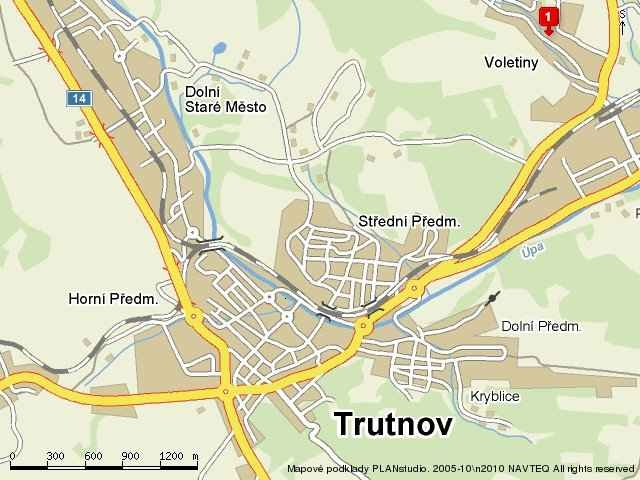 1
S
Voletiny
Dolní
Staré Město
14
Střední Předm.
Úpa
Horní Předm.
Dolní Předm.
Kryblice
Trutnov
0 300 600 900 1200 m
Mapové podklady PLANstudio. 2005-10\n2010 NAVTEQ All rights reserved